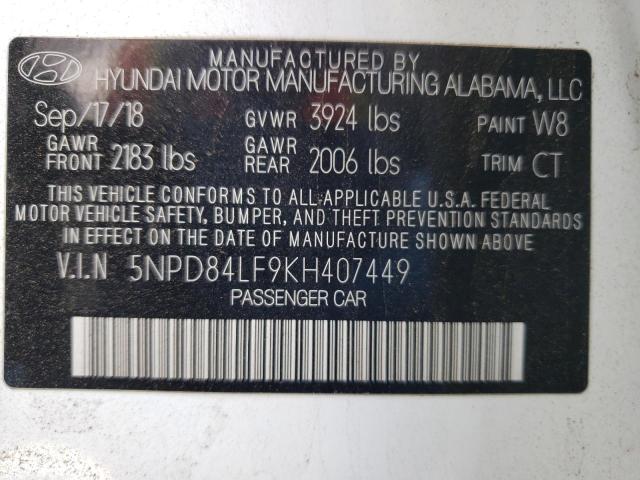 MANUFACTURED BY
HYUNDAI MOTOR MANUFACTURING ALABAMA, LLC
Sep/17/18 GVWR 3924 lbs PAINT W8
GAWR FRONT 2183 lbs GAWR REAR 2006 lbs TRIM CT
THIS VEHICLE CONFORMS TO ALL APPLICABLE U.S.A. FEDERAL
MOTOR VEHICLE SAFETY, BUMPER, AND THEFT PREVENTION STANDARDS
IN EFFECT ON THE DATE OF MANUFACTURE SHOWN ABOVE.
V.I.N 5NPD84LF9KH407449
PASSENGER CAR